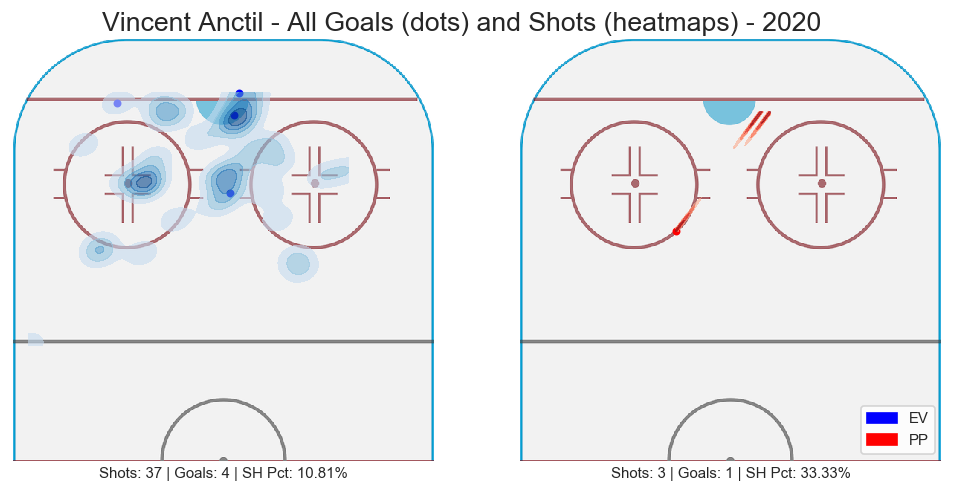 Vincent Anctil - All Goals (dots) and Shots (heatmaps) - 2020
EV
PP
Shots: 37 | Goals: 4 | SH Pct: 10.81%
Shots: 3 | Goals: 1 | SH Pct: 33.33%